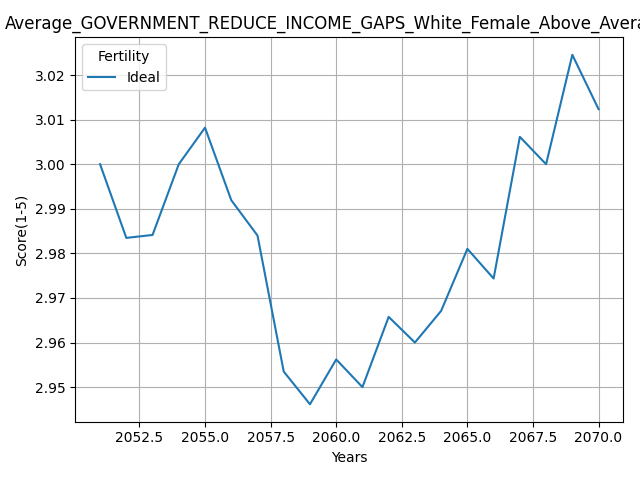 Average_GOVERNMENT_REDUCE_INCOME_GAPS_White_Female_Above_Avera
Fertility
Ideal
3.02
3.01
3.00
2.99
2.98
2.97
2.96
2.95
Score(1-5)
2052.5 2055.0 2057.5 2060.0 2062.5 2065.0 2067.5 2070.0
Years